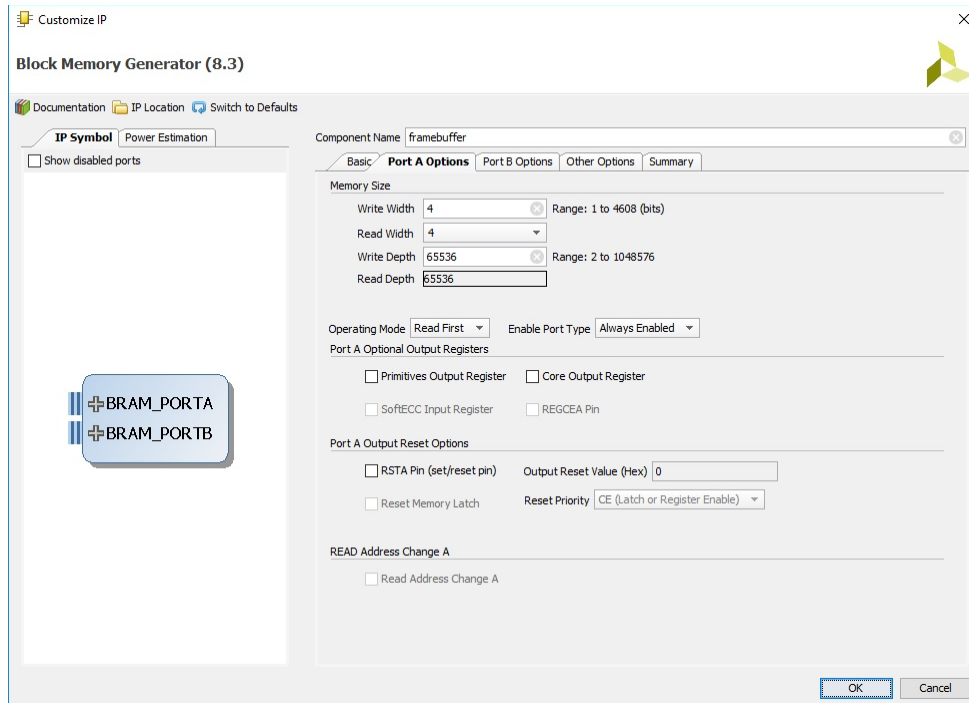 Customize IP
Block Memory Generator (8.3)
Documentation IP Location Switch to Defaults
IP Symbol Power Estimation
Show disabled ports
BRAM_PORTA
BRAM_PORTB
Component Name framebuffer
Basic Port A Options Port B Options Other Options Summary
Memory Size
Write Width 4 Range: 1 to 4608 (bits)
Read Width 4
Write Depth 65536 Range: 2 to 1048576
Read Depth 65536
Operating Mode Read First Enable Port Type Always Enabled
Port A Optional Output Registers
Primitives Output Register Core Output Register
SoftECC Input Register REGCEA Pin
Port A Output Reset Options
RSTA Pin (set/reset pin) Output Reset Value (Hex) 0
Reset Memory Latch Reset Priority CE (Latch or Register Enable)
READ Address Change A
Read Address Change A
OK Cancel